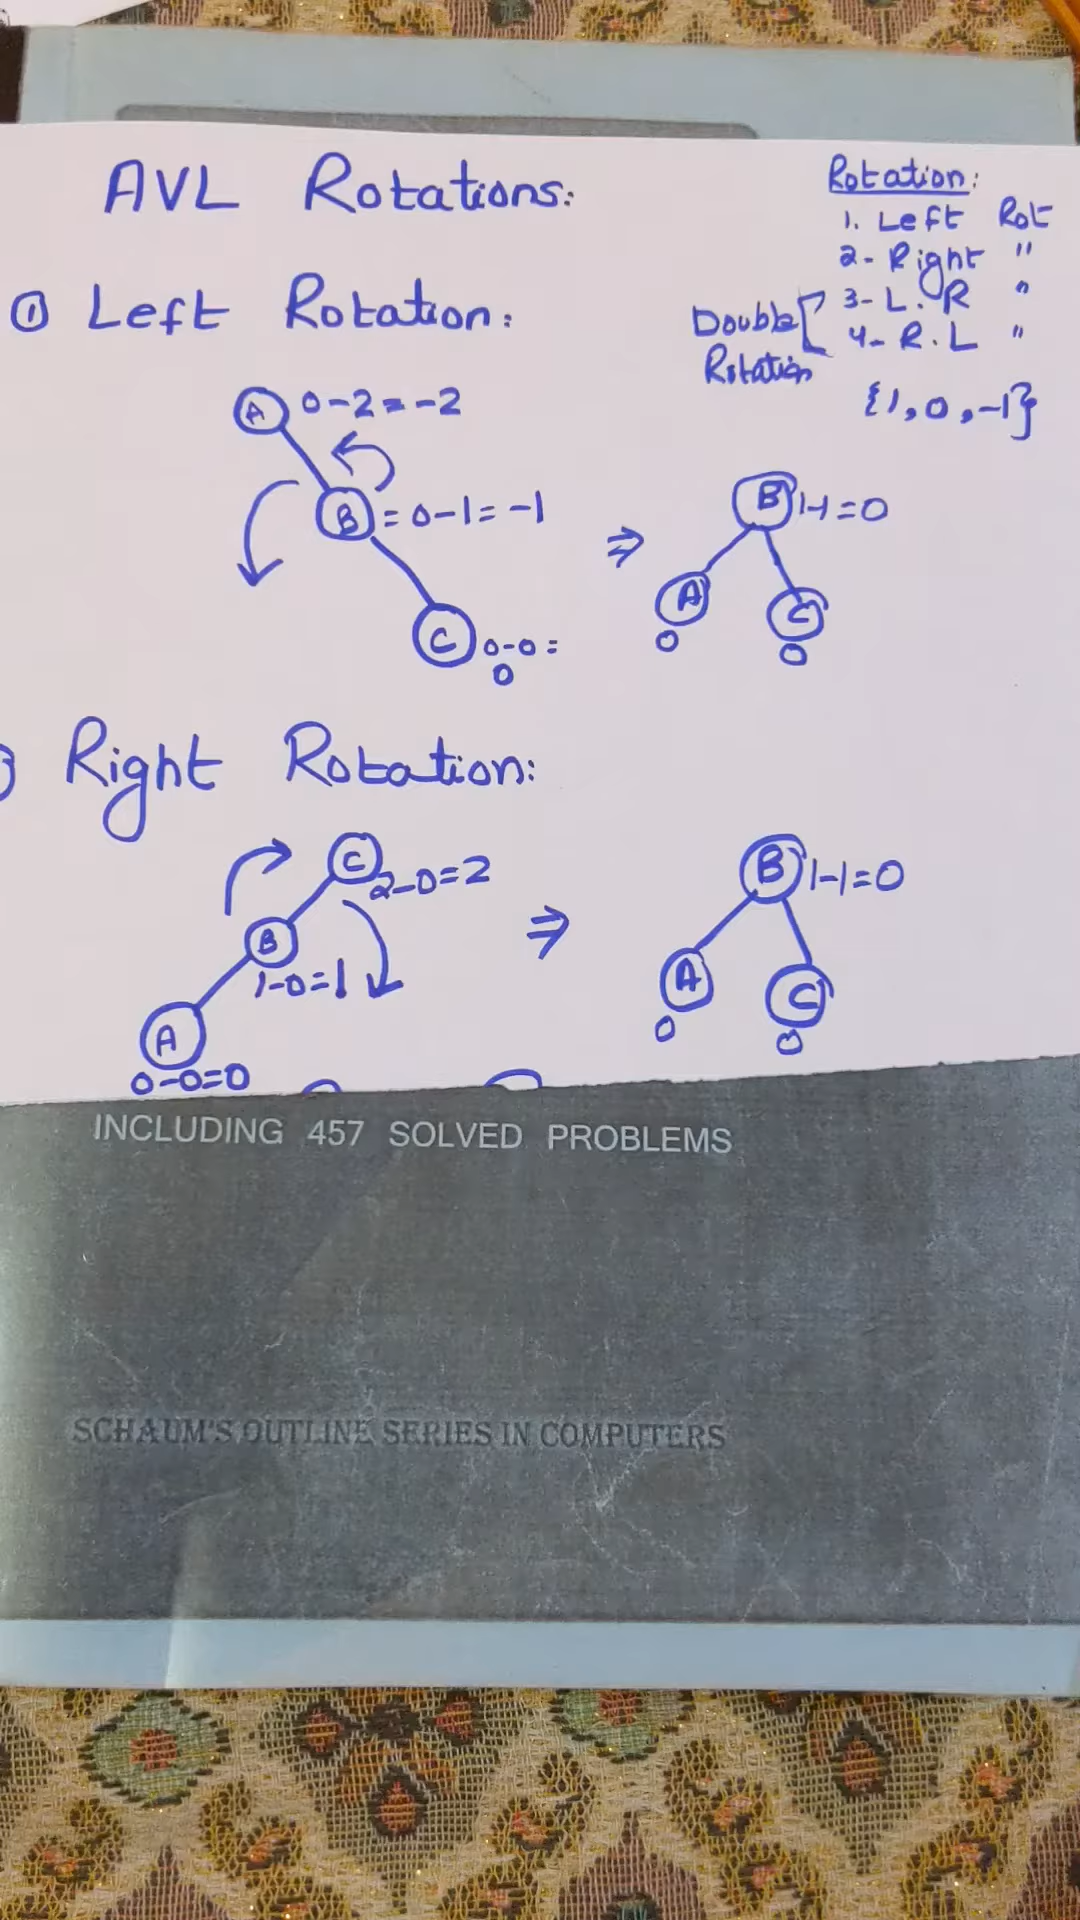 AVL Rotations:
Rotation:
1. Left Rot
2- Right "
3- L. R "
4- R. L "
Double
Rotation
{1, 0, -1}
① Left Rotation:
A 0-2=-2
B = 0-1=-1
C 0-0=
0
⇒
B 1-1=0
A
0
C
0
Right Rotation:
C 2-0=2
B
1-0=1
A
0-0=0
⇒
B 1-1=0
A
0
C
0
INCLUDING 457 SOLVED PROBLEMS
SCHAUM'S OUTLINE SERIES IN COMPUTERS